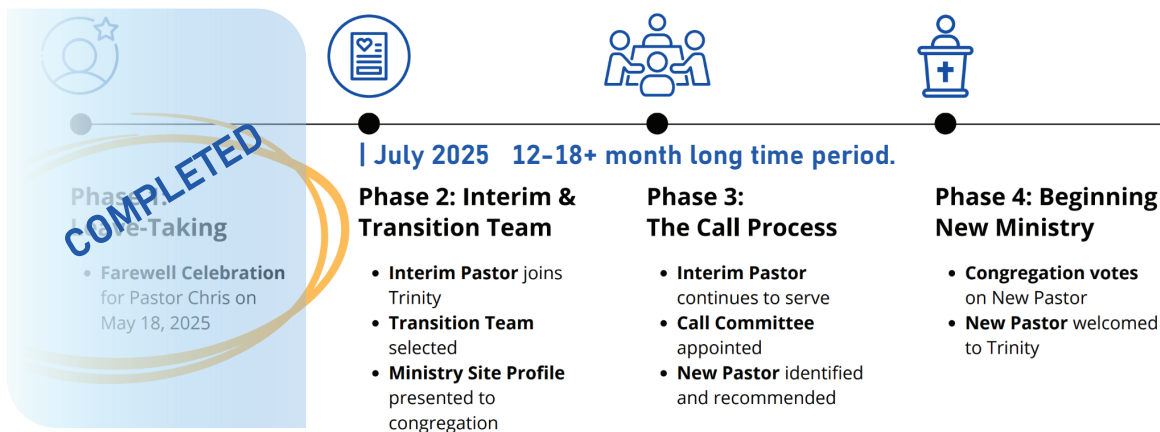 COMPLETED
| July 2025 12-18+ month long time period.
Phase 1:
Leave-Taking
• Farewell Celebration
for Pastor Chris on
May 18, 2025
Phase 2: Interim &
Transition Team
• Interim Pastor joins
Trinity
• Transition Team
selected
• Ministry Site Profile
presented to
congregation
Phase 3:
The Call Process
• Interim Pastor
continues to serve
• Call Committee
appointed
• New Pastor identified
and recommended
Phase 4: Beginning
New Ministry
• Congregation votes
on New Pastor
• New Pastor welcomed
to Trinity